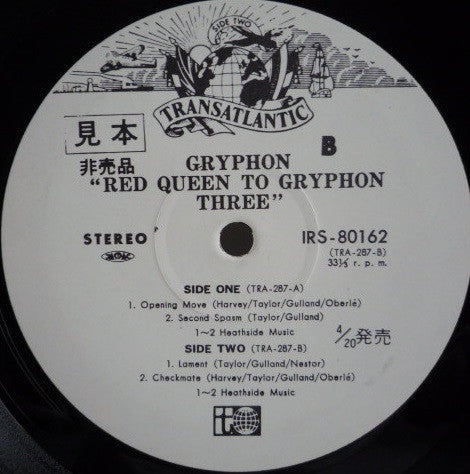 SIDE TWO
TRANSATLANTIC
見本
B
非売品
GRYPHON
"RED QUEEN TO GRYPHON
THREE"
STEREO
IRS-80162
(TRA-287-B)
33⅓ r. p. m.
SIDE ONE (TRA-287-A)
1. Opening Move (Harvey/Taylor/Gulland/Oberlé)
2. Second Spasm (Taylor/Gulland)
1~2 Heathside Music
4/20発売
SIDE TWO (TRA-287-B)
1. Lament (Taylor/Gulland/Nestor)
2. Checkmate (Harvey/Taylor/Gulland/Oberlé)
1~2 Heathside Music